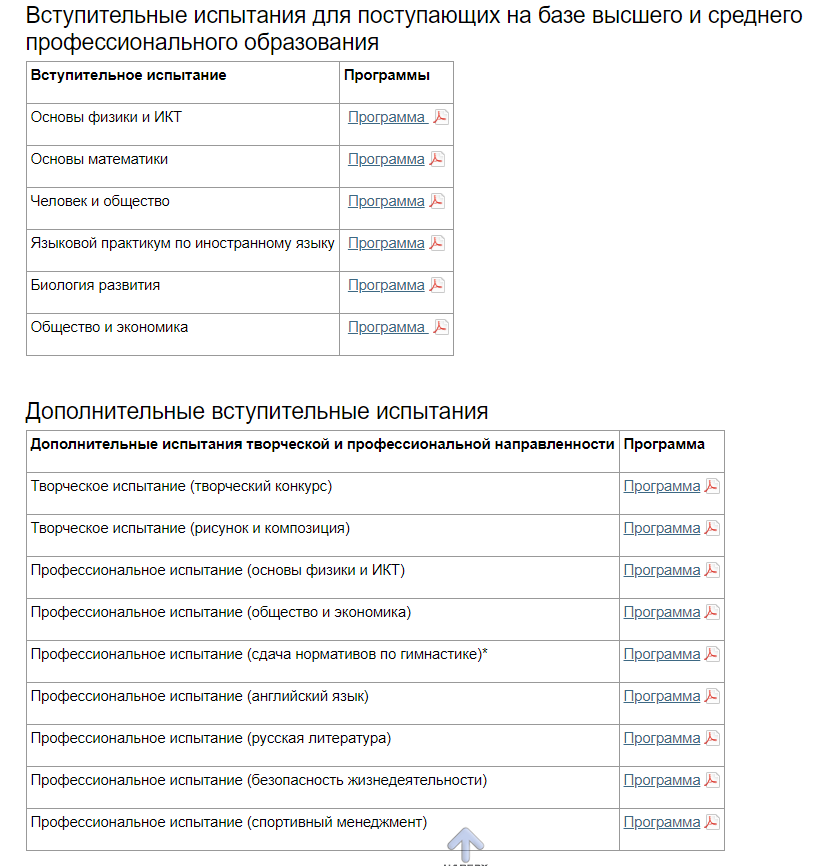 Вступительные испытания для поступающих на базе высшего и среднего
профессионального образования
Вступительное испытание Программы
Основы физики и ИКТ Программа
Основы математики Программа
Человек и общество Программа
Языковой практикум по иностранному языку Программа
Биология развития Программа
Общество и экономика Программа
Дополнительные вступительные испытания
Дополнительные испытания творческой и профессиональной направленности Программа
Творческое испытание (творческий конкурс) Программа
Творческое испытание (рисунок и композиция) Программа
Профессиональное испытание (основы физики и ИКТ) Программа
Профессиональное испытание (общество и экономика) Программа
Профессиональное испытание (сдача нормативов по гимнастике)* Программа
Профессиональное испытание (английский язык) Программа
Профессиональное испытание (русская литература) Программа
Профессиональное испытание (безопасность жизнедеятельности) Программа
Профессиональное испытание (спортивный менеджмент) Программа